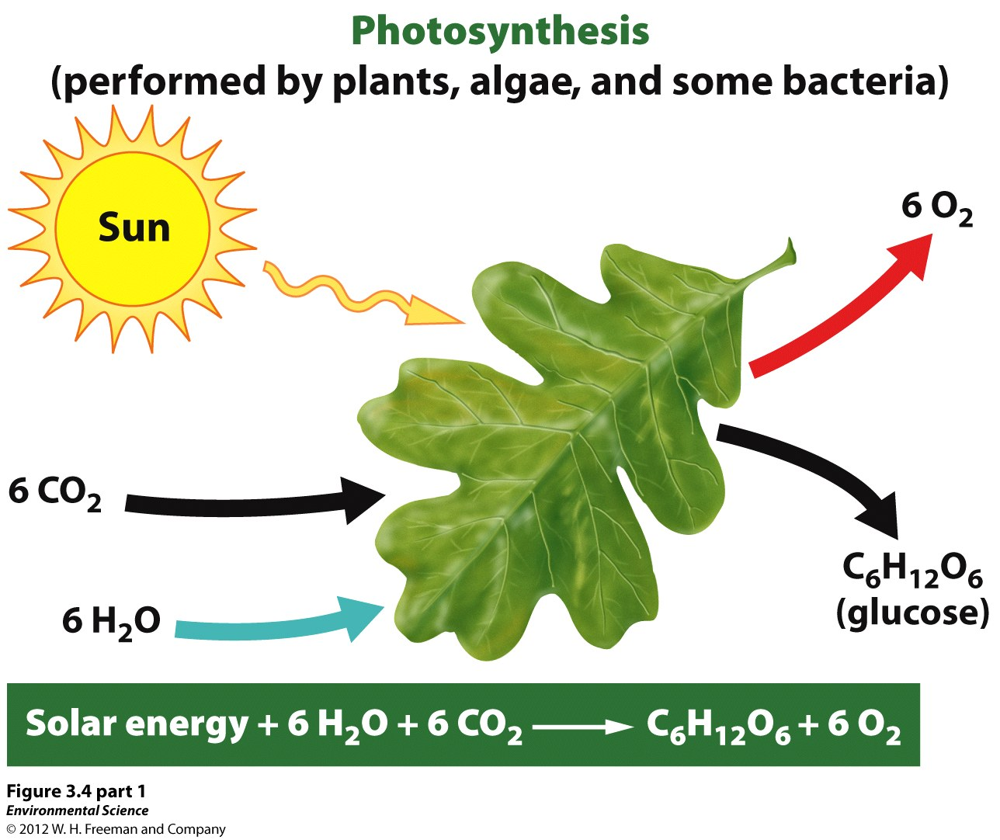 Photosynthesis
(performed by plants, algae, and some bacteria)
Sun
6 O₂
6 CO₂
6 H₂O
C₆H₁₂O₆
(glucose)
Solar energy + 6 H₂O + 6 CO₂ ⟶ C₆H₁₂O₆ + 6 O₂
Figure 3.4 part 1
Environmental Science
© 2012 W. H. Freeman and Company